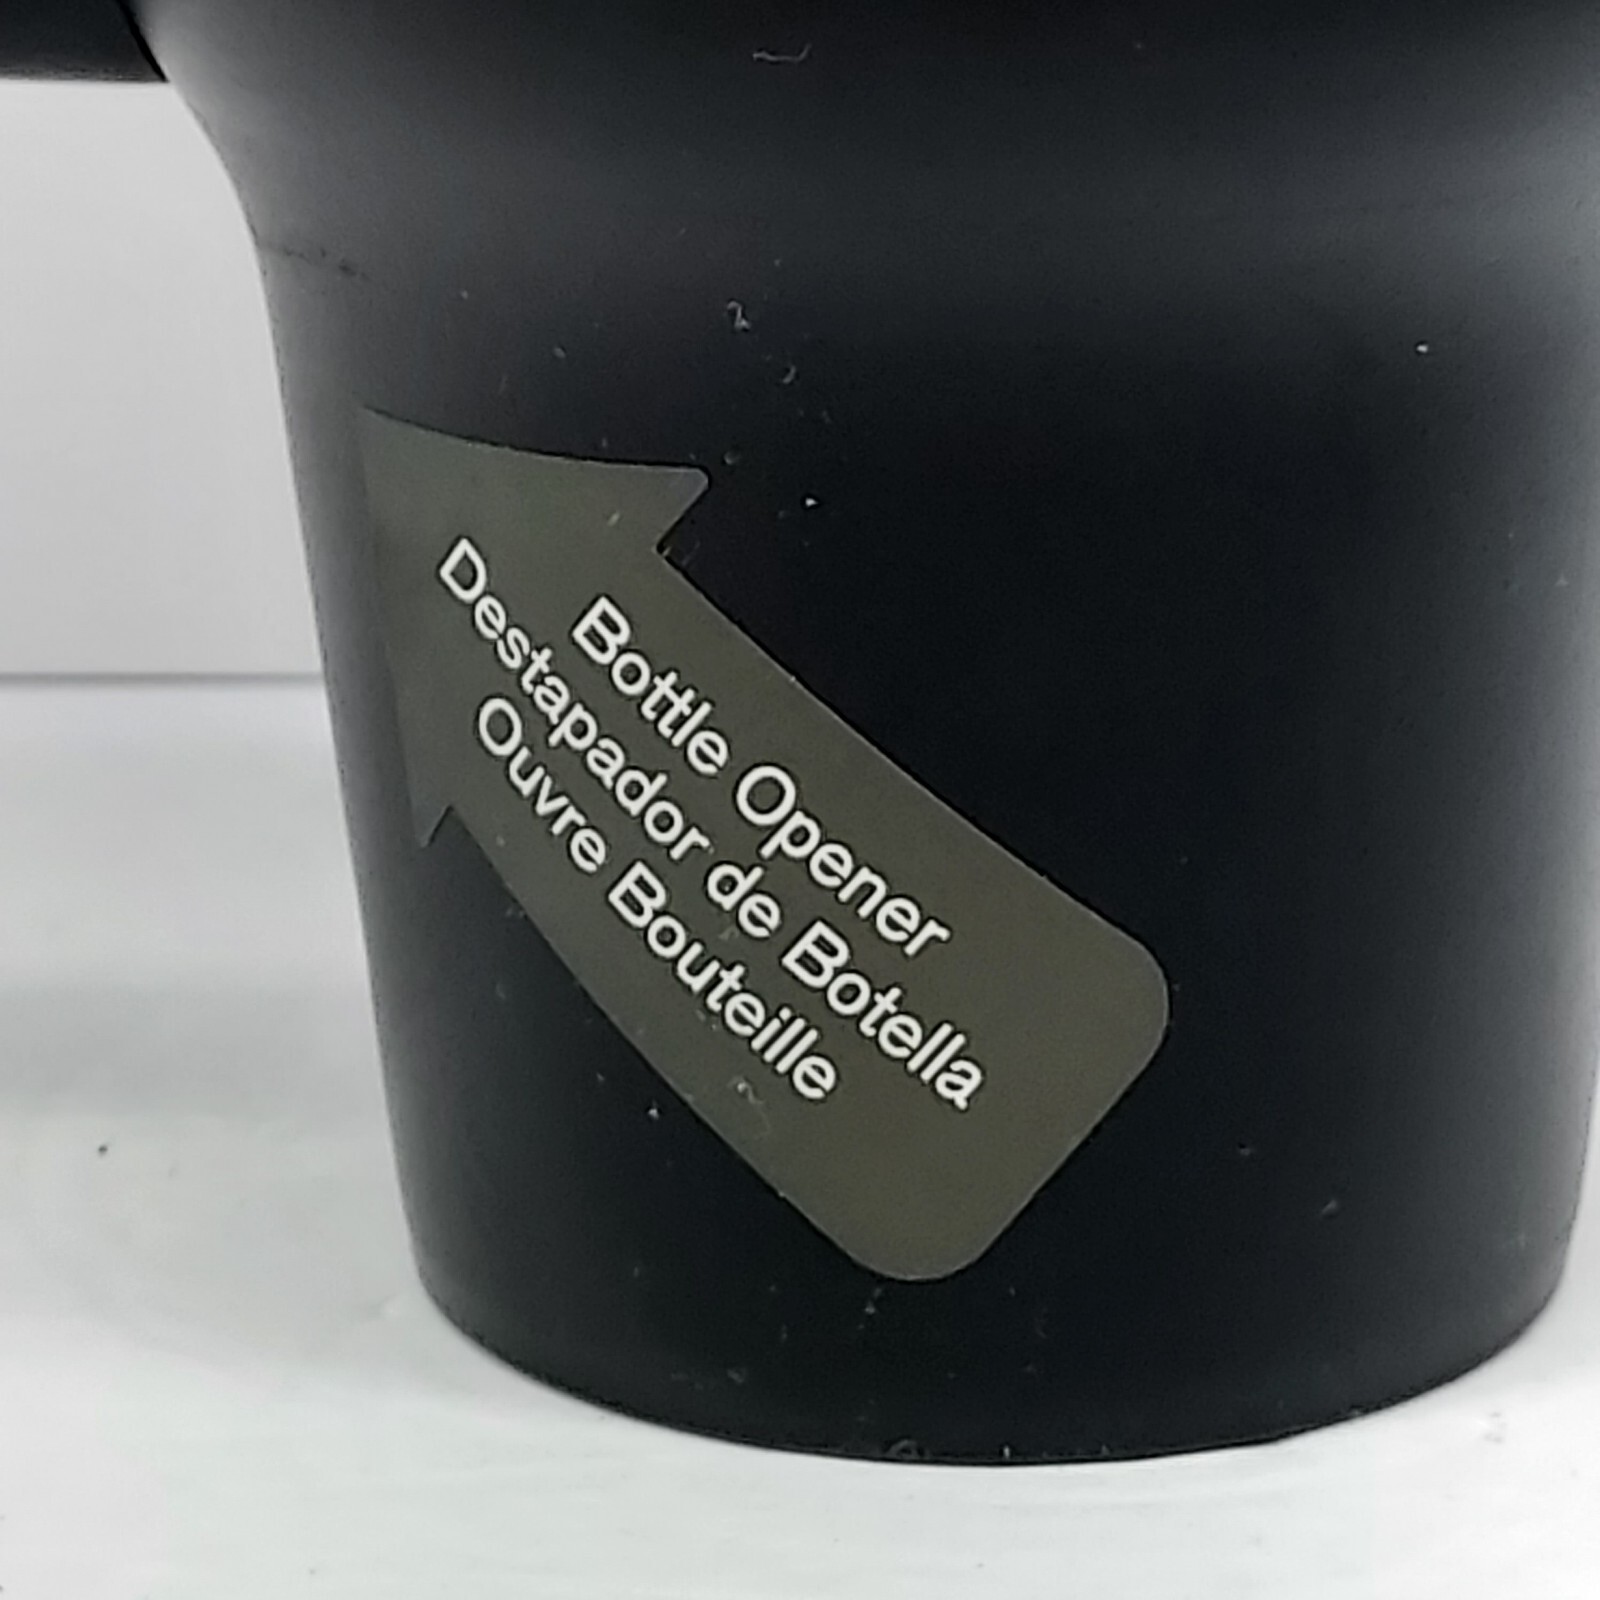 Bottle Opener
Destapador de Botella
Ouvre Bouteille